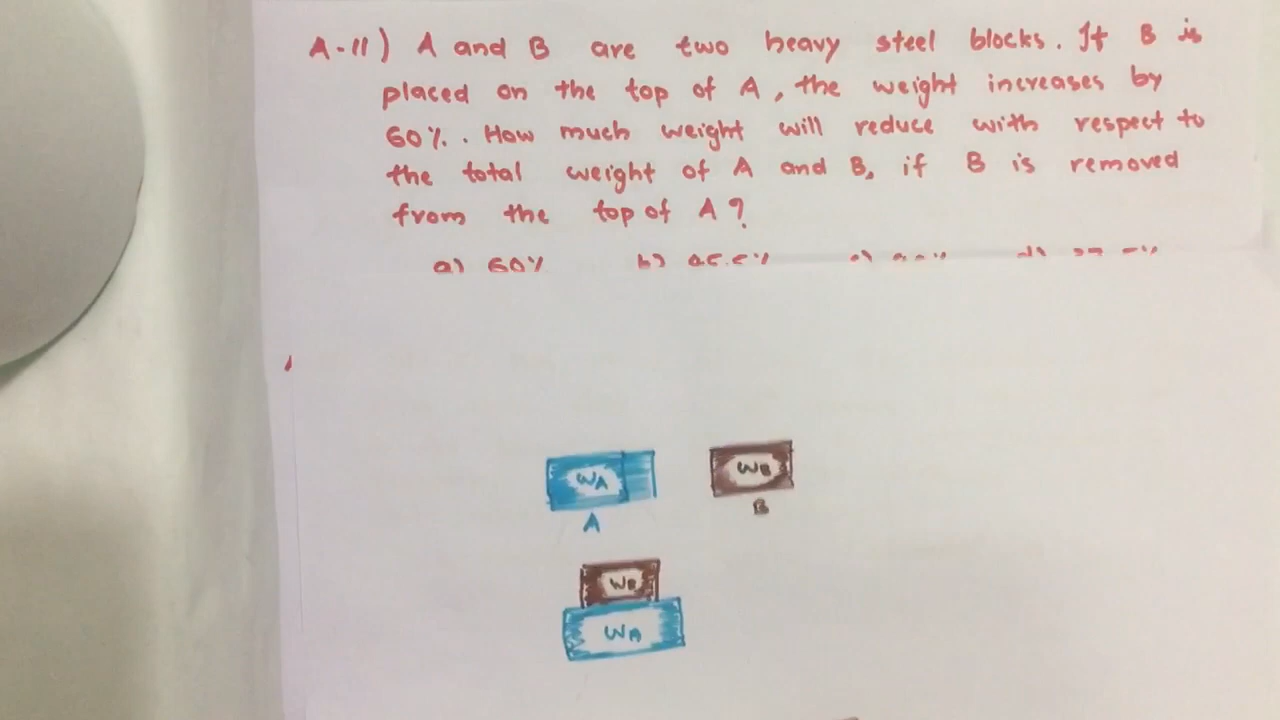 A-11) A and B are two heavy steel blocks. If B is
placed on the top of A, the weight increases by
60%. How much weight will reduce with respect to
the total weight of A and B, if B is removed
from the top of A?
a) 60% b) d)
WA WB
A B
WB
WA